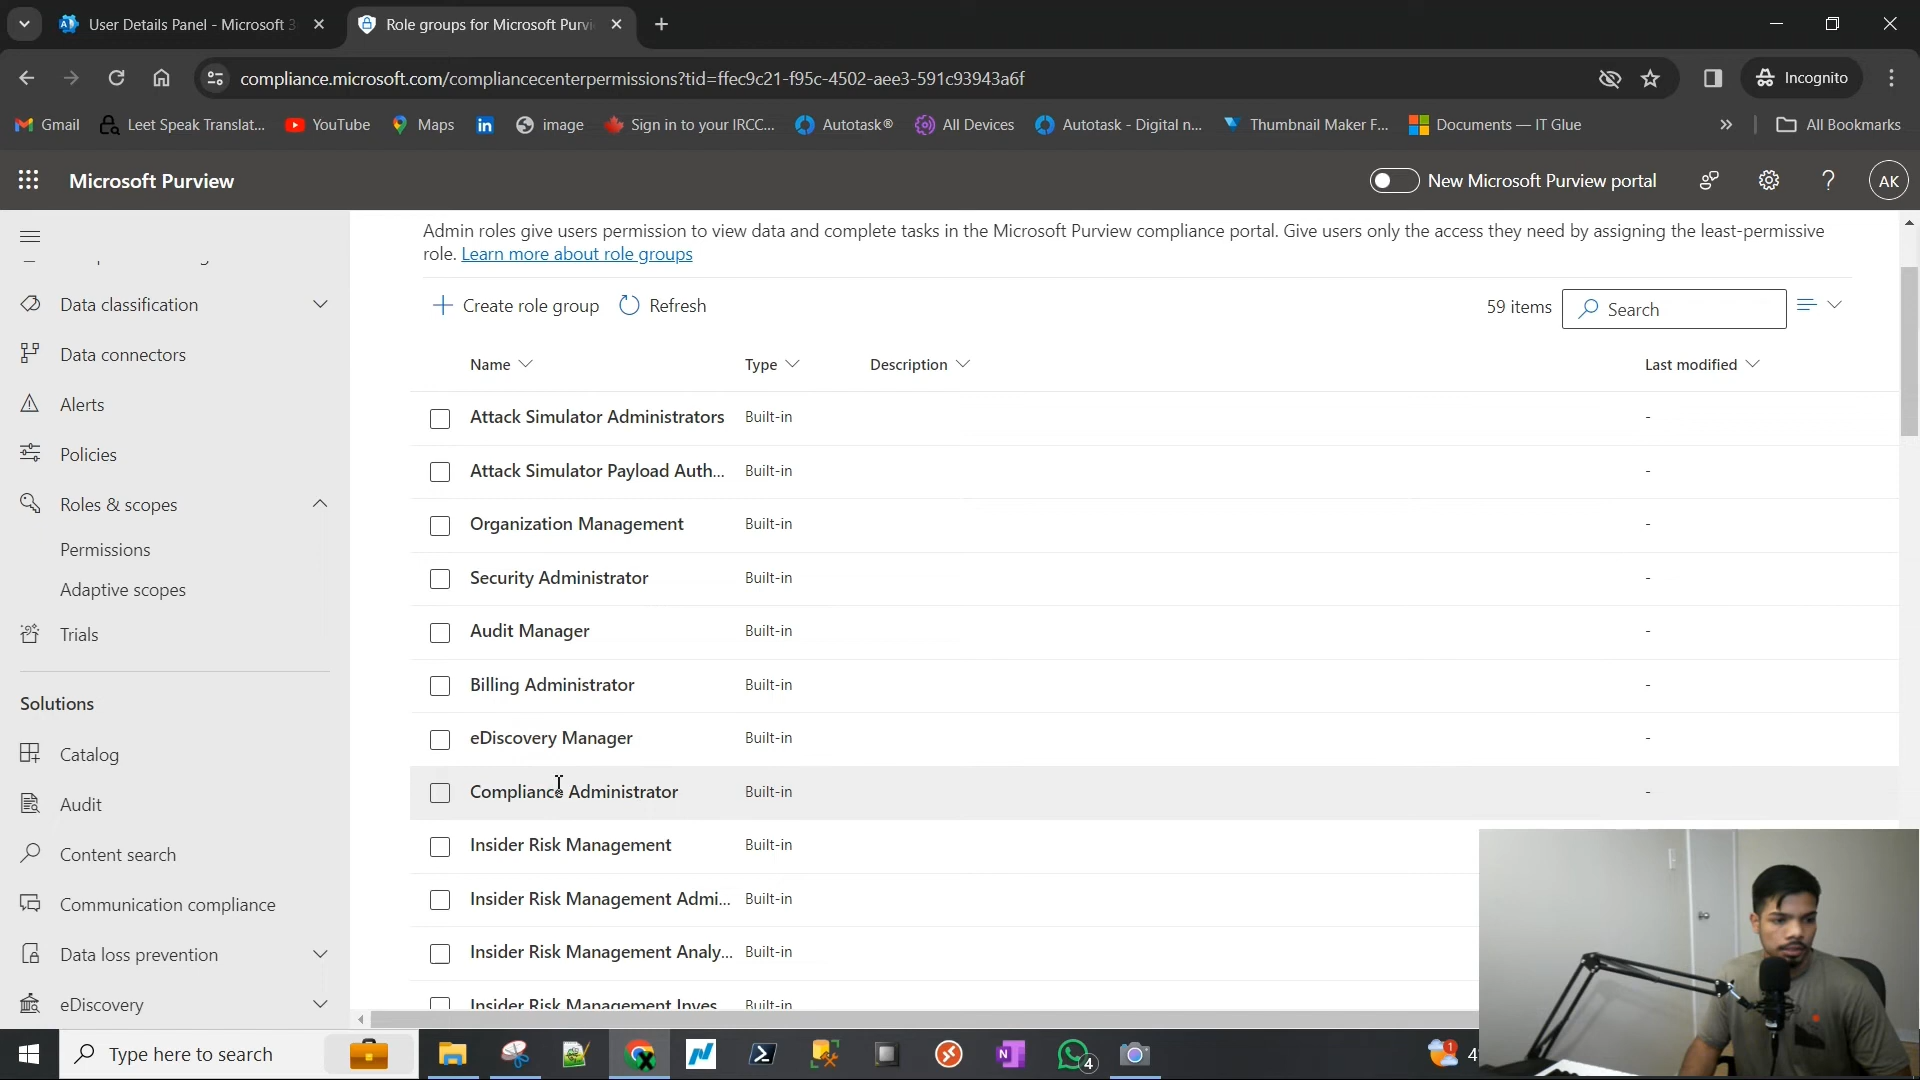 User Details Panel - Microsoft 3
Role groups for Microsoft Purvi
compliance.microsoft.com/compliancecenterpermissions?tid=ffec9c21-f95c-4502-aee3-591c93943a6f
Incognito
Gmail
Leet Speak Translat...
YouTube
Maps
image
Sign in to your IRCC...
Autotask®
All Devices
Autotask - Digital n...
Thumbnail Maker F...
Documents — IT Glue
»
All Bookmarks
Microsoft Purview
New Microsoft Purview portal
?
AK
Admin roles give users permission to view data and complete tasks in the Microsoft Purview compliance portal. Give users only the access they need by assigning the least-permissive
role. Learn more about role groups
Data classification
Data connectors
Alerts
Policies
Roles & scopes
Permissions
Adaptive scopes
Trials
Solutions
Catalog
Audit
Content search
Communication compliance
Data loss prevention
eDiscovery
Create role group
Refresh
59 items
Search
Name Type Description Last modified
Attack Simulator Administrators Built-in -
Attack Simulator Payload Auth... Built-in -
Organization Management Built-in -
Security Administrator Built-in -
Audit Manager Built-in -
Billing Administrator Built-in -
eDiscovery Manager Built-in -
Compliance Administrator Built-in -
Insider Risk Management Built-in
Insider Risk Management Admi... Built-in
Insider Risk Management Analy... Built-in
Insider Risk Management Inves Built-in
Type here to search
4
1